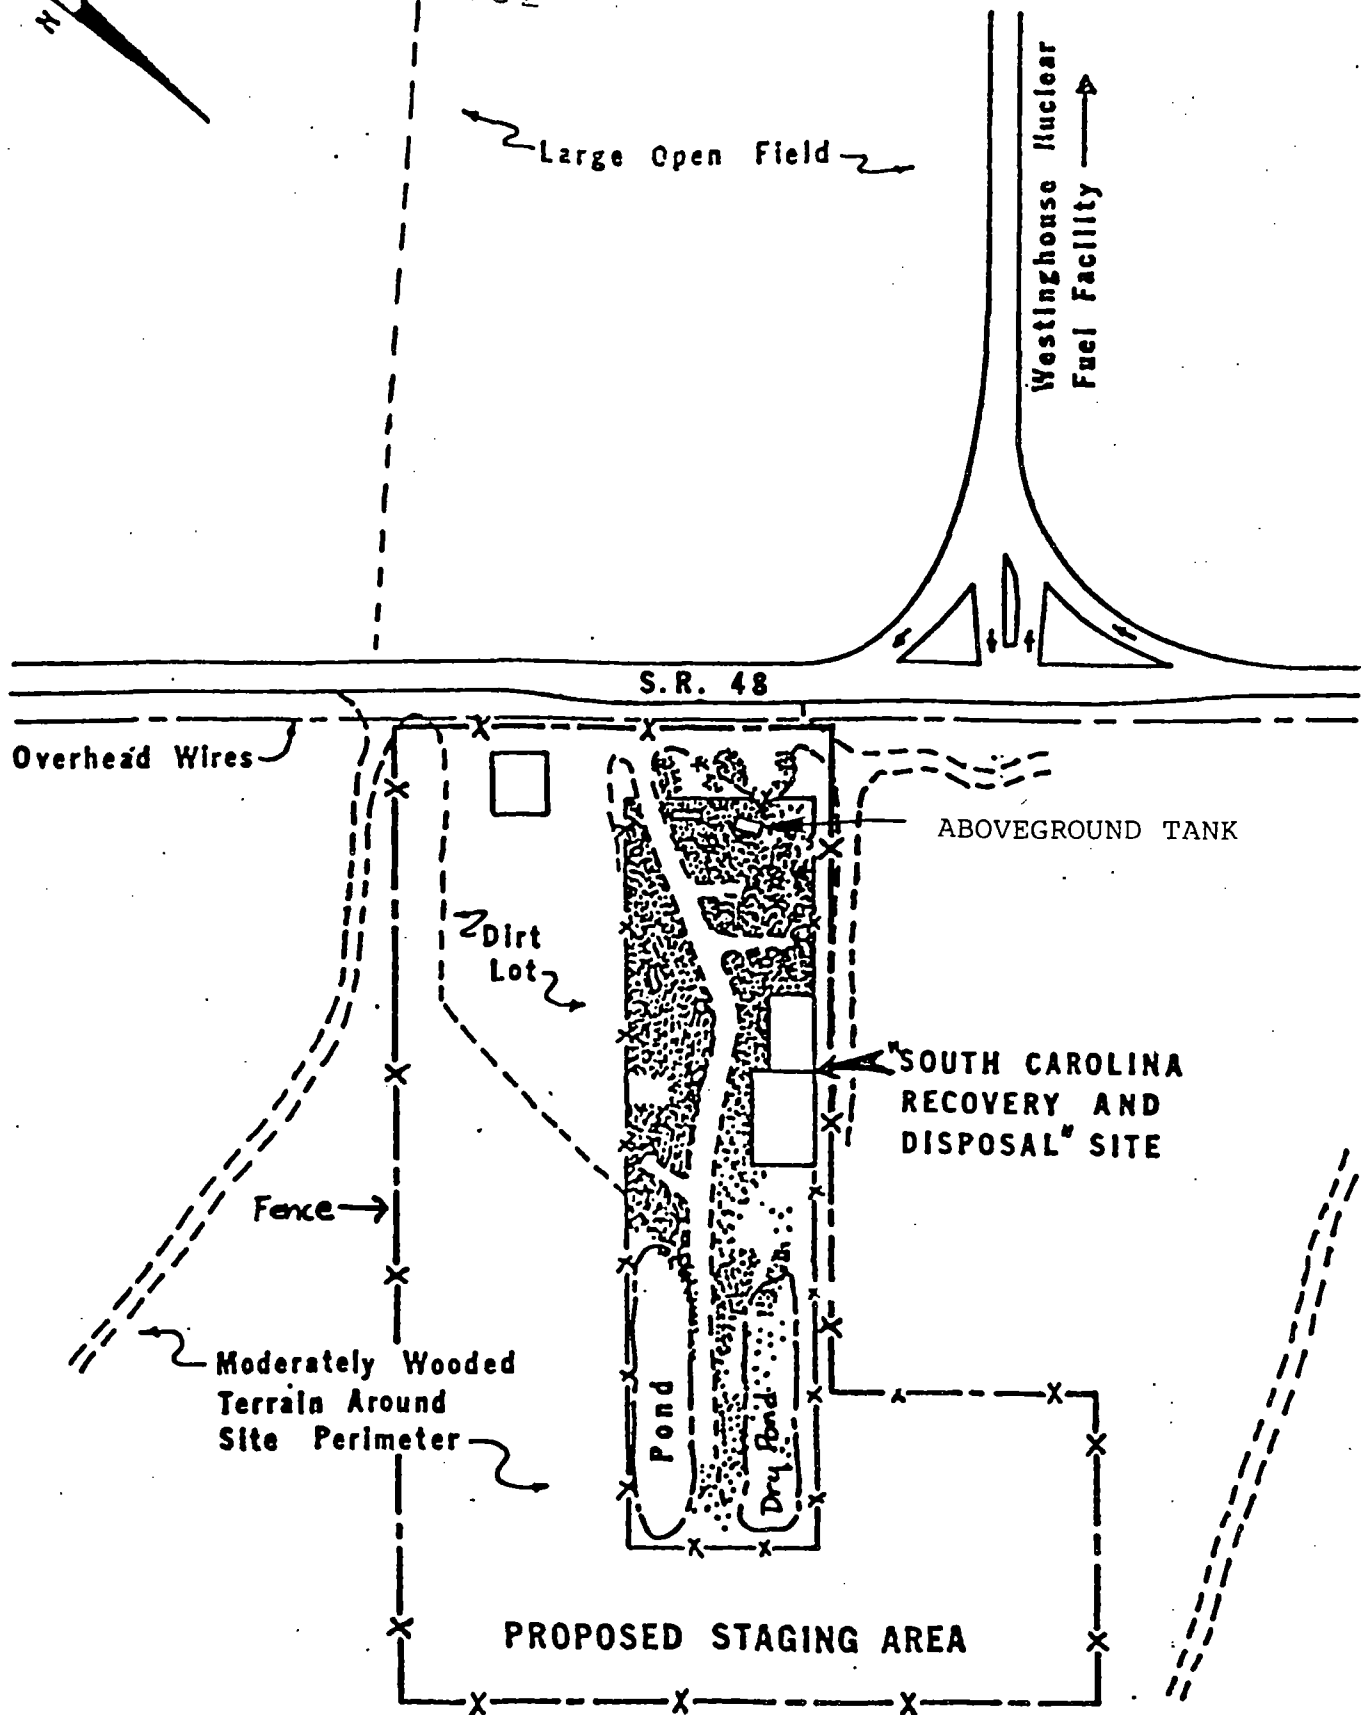 N
Large Open Field
Westinghouse Nuclear
Fuel Facility
S.R. 48
Overhead Wires
ABOVEGROUND TANK
Dirt
Lot
"SOUTH CAROLINA
RECOVERY AND
DISPOSAL" SITE
Fence
Moderately Wooded
Terrain Around
Site Perimeter
Pond
Dry Pond
PROPOSED STAGING AREA